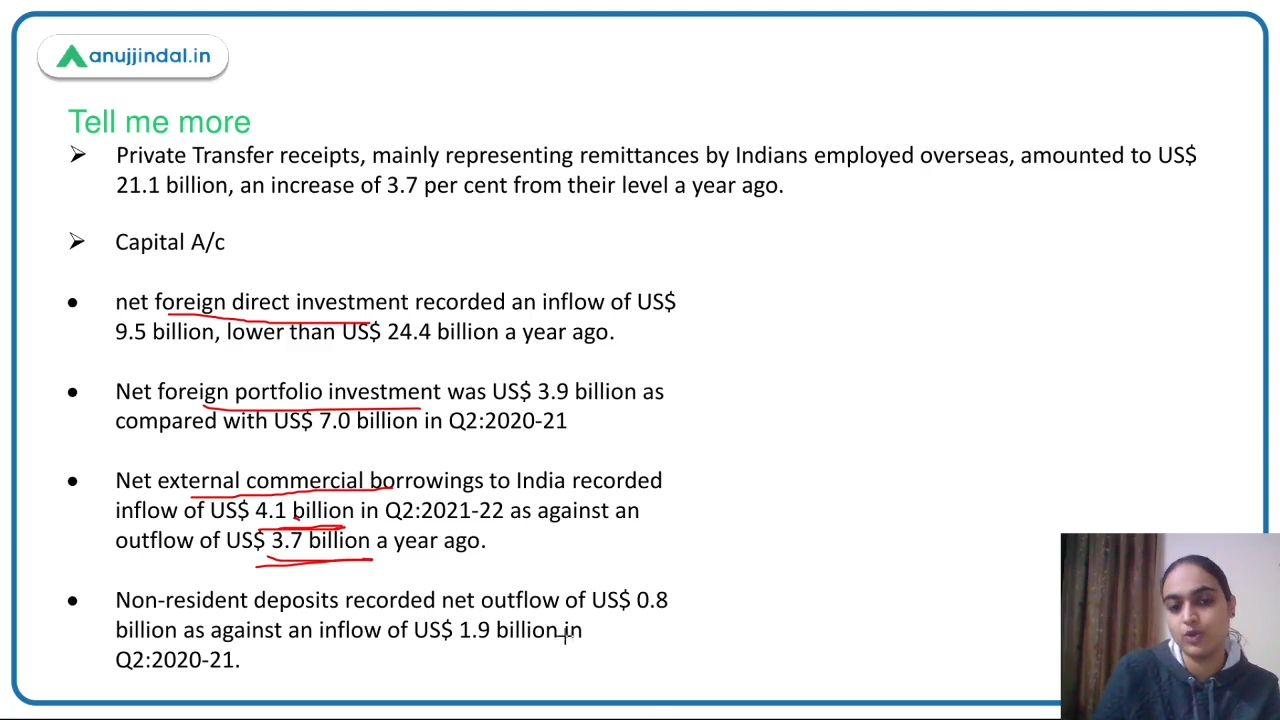 anujjindal.in
Tell me more
➢ Private Transfer receipts, mainly representing remittances by Indians employed overseas, amounted to US$
21.1 billion, an increase of 3.7 per cent from their level a year ago.
➢ Capital A/c
● net foreign direct investment recorded an inflow of US$
9.5 billion, lower than US$ 24.4 billion a year ago.
● Net foreign portfolio investment was US$ 3.9 billion as
compared with US$ 7.0 billion in Q2:2020-21
● Net external commercial borrowings to India recorded
inflow of US$ 4.1 billion in Q2:2021-22 as against an
outflow of US$ 3.7 billion a year ago.
● Non-resident deposits recorded net outflow of US$ 0.8
billion as against an inflow of US$ 1.9 billion in
Q2:2020-21.